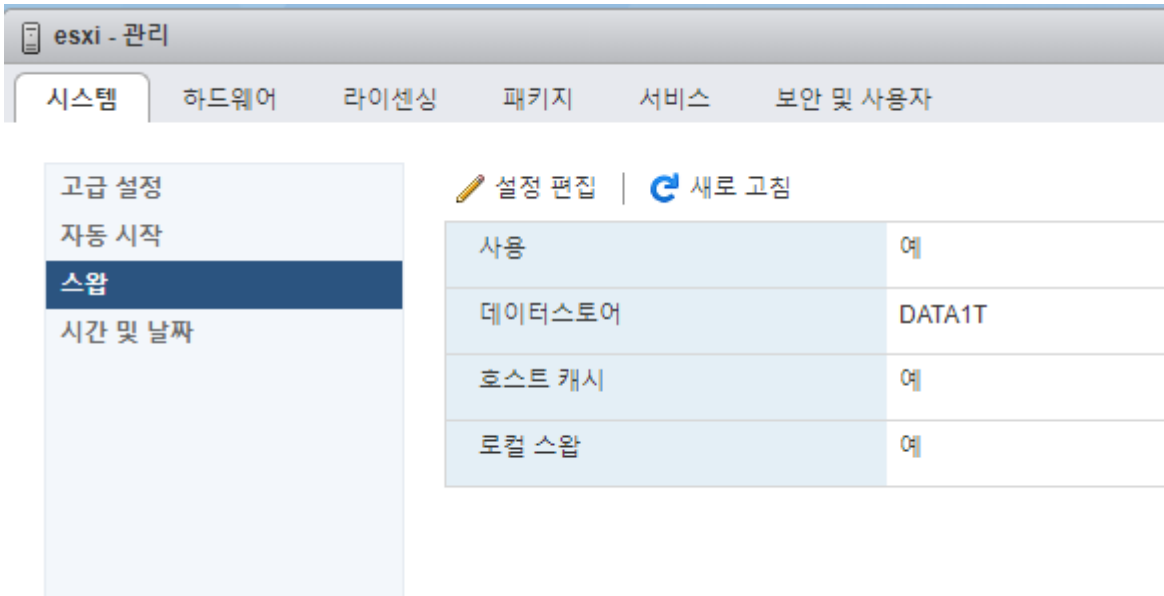 esxi - 관리
시스템 하드웨어 라이센싱 패키지 서비스 보안 및 사용자
고급 설정
자동 시작
스왑
시간 및 날짜
설정 편집 | 새로 고침
사용 예
데이터스토어 DATA1T
호스트 캐시 예
로컬 스왑 예